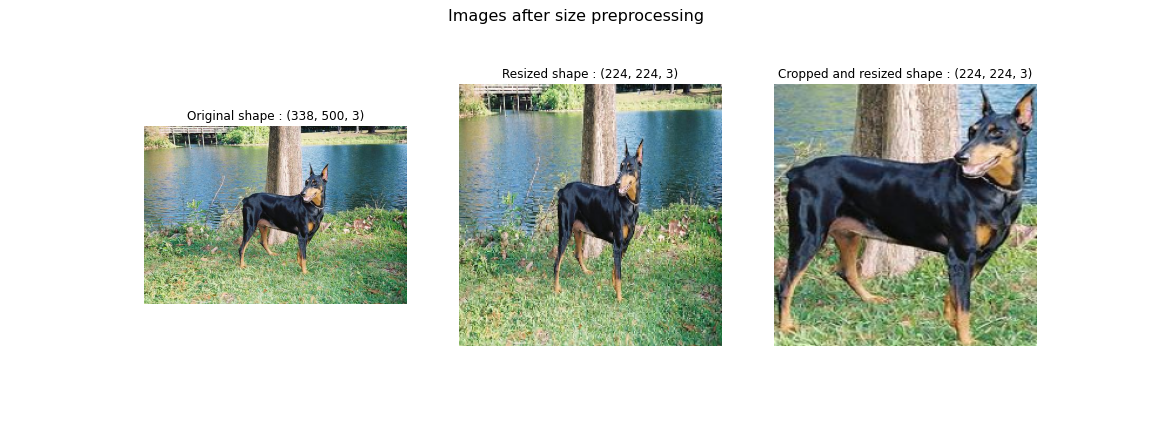 Images after size preprocessing
Original shape : (338, 500, 3)
Resized shape : (224, 224, 3)
Cropped and resized shape : (224, 224, 3)